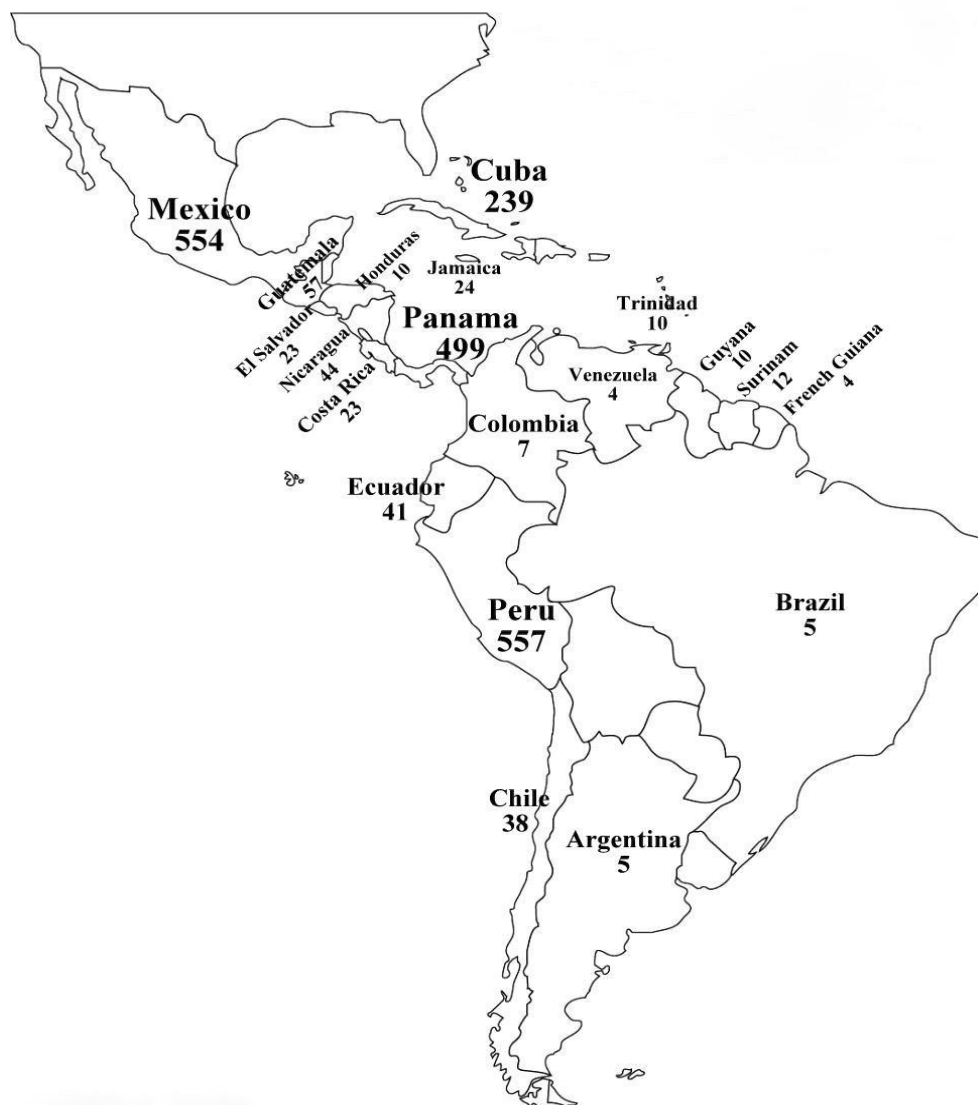 Cuba
239
Mexico
554
Guatemala
57
Honduras
10
Jamaica
24
El Salvador
23
Nicaragua
44
Costa Rica
23
Panama
499
Trinidad
10
Venezuela
4
Guyana
10
Surinam
12
French Guiana
4
Colombia
7
Ecuador
41
Peru
557
Brazil
5
Chile
38
Argentina
5